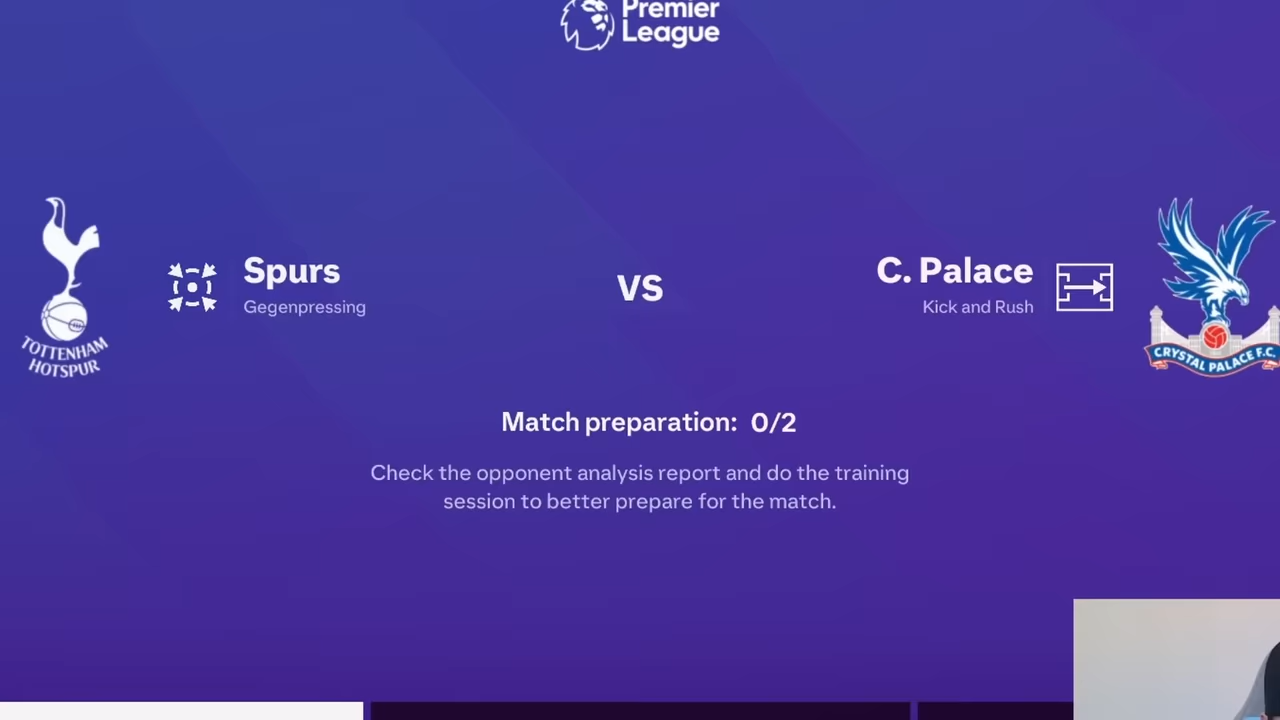 Premier
League
Spurs
Gegenpressing
VS
C. Palace
Kick and Rush
TOTTENHAM
HOTSPUR
CRYSTAL PALACE F.C.
Match preparation: 0/2
Check the opponent analysis report and do the training
session to better prepare for the match.